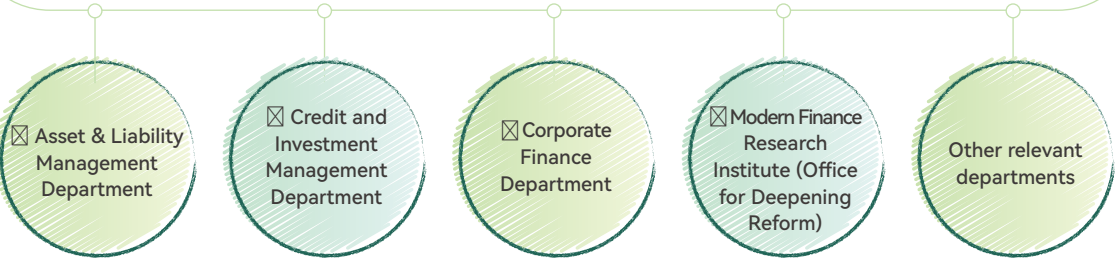 Asset & Liability
Management
Department
Credit and
Investment
Management
Department
Corporate
Finance
Department
Modern Finance
Research
Institute (Office
for Deepening
Reform)
Other relevant
departments